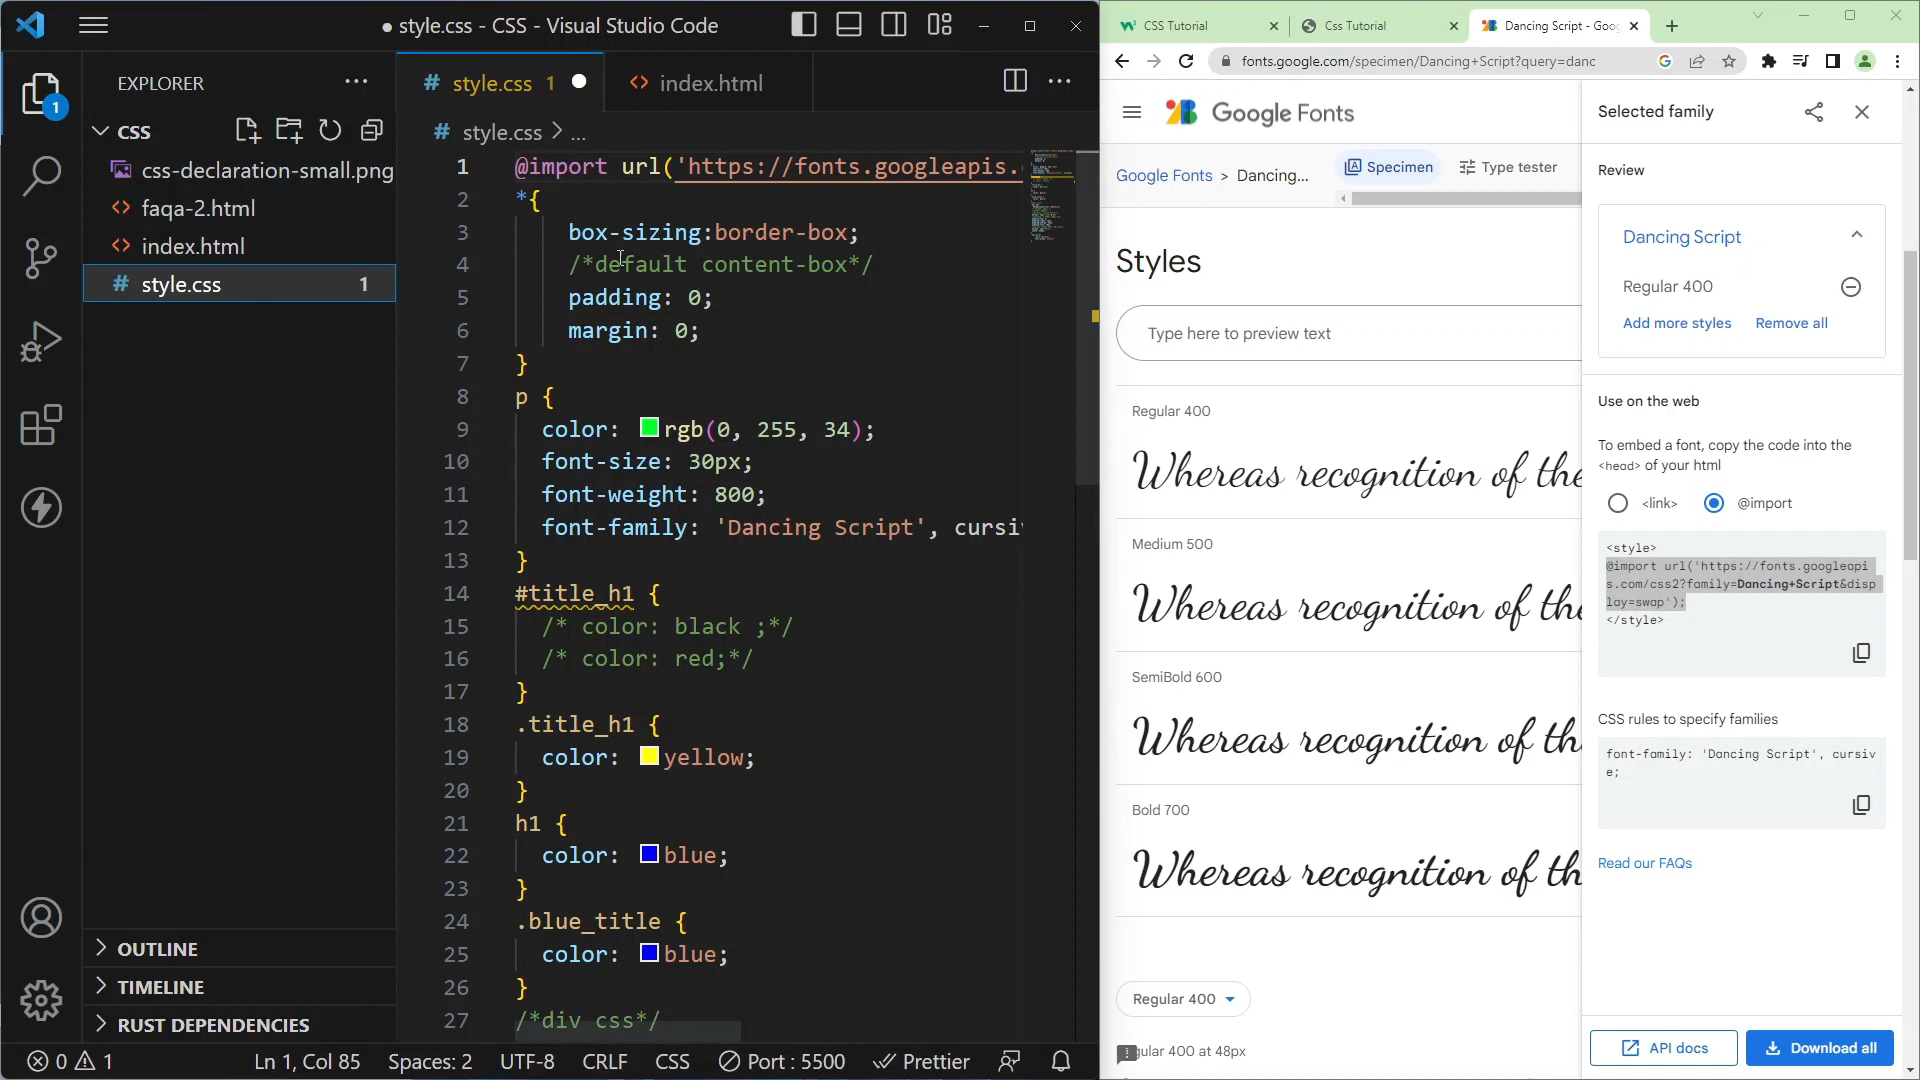 style.css - CSS - Visual Studio Code
EXPLORER
CSS
css-declaration-small.png
faqa-2.html
index.html
style.css 1
OUTLINE
TIMELINE
RUST DEPENDENCIES
1
# style.css 1
<> index.html
# style.css > ...
1 @import url('https://fonts.googleapis.
2 *{
3 box-sizing:border-box;
4 /*default content-box*/
5 padding: 0;
6 margin: 0;
7 }
8 p {
9 color: rgb(0, 255, 34);
10 font-size: 30px;
11 font-weight: 800;
12 font-family: 'Dancing Script', cursiv
13 }
14 #title_h1 {
15 /* color: black ;*/
16 /* color: red;*/
17 }
18 .title_h1 {
19 color: yellow;
20 }
21 h1 {
22 color: blue;
23 }
24 .blue_title {
25 color: blue;
26 }
27 /*div css*/
0 1 Ln 1, Col 85 Spaces: 2 UTF-8 CRLF CSS Port : 5500 Prettier
CSS Tutorial
Css Tutorial
Dancing Script - Goog
fonts.google.com/specimen/Dancing+Script?query=danc
Google Fonts
Google Fonts > Dancing...
Specimen
Type tester
Styles
Type here to preview text
Regular 400
Whereas recognition of the
Medium 500
Whereas recognition of the
SemiBold 600
Whereas recognition of th
Bold 700
Whereas recognition of th
Regular 400
gular 400 at 48px
Selected family
Review
Dancing Script
Regular 400
Add more styles Remove all
Use on the web
To embed a font, copy the code into the
<head> of your html
<link> @import
<style>
@import url('https://fonts.googleapi
s.com/css2?family=Dancing+Script&disp
lay=swap');
</style>
CSS rules to specify families
font-family: 'Dancing Script', cursiv
e;
Read our FAQs
API docs
Download all